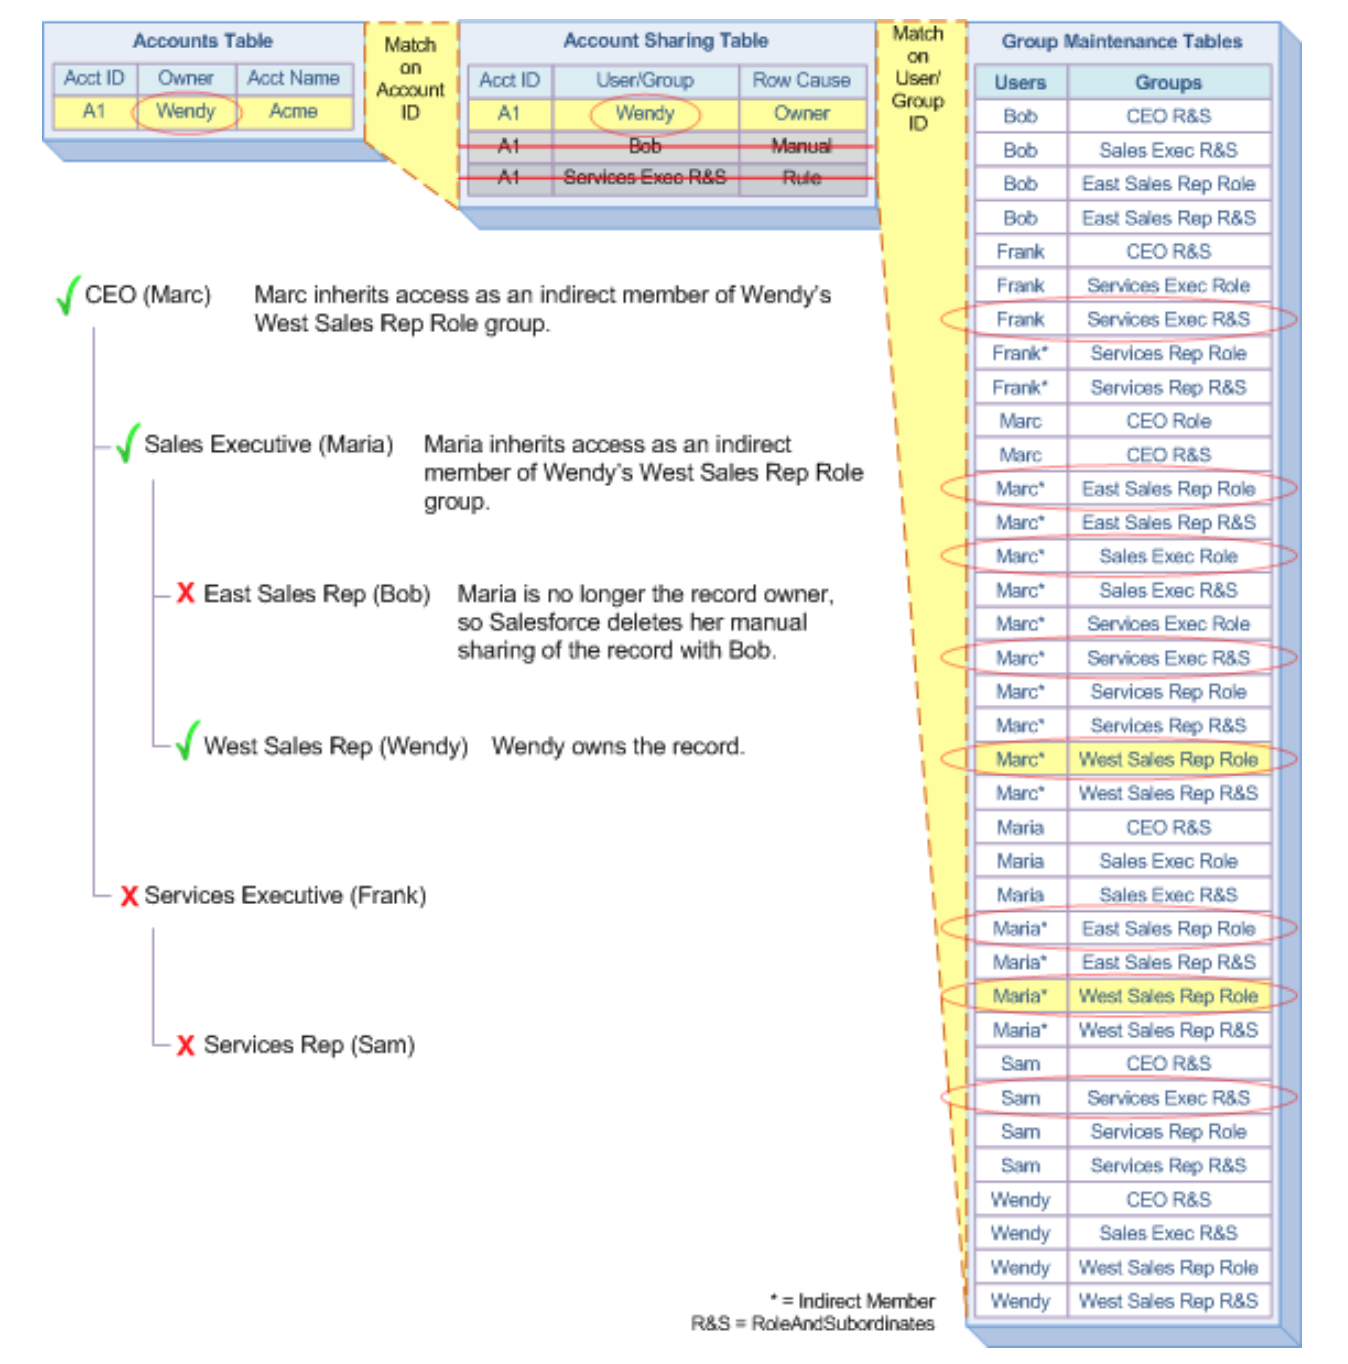 Accounts Table
Acct ID Owner Acct Name
A1 Wendy Acme
Match
on
Account
ID
Account Sharing Table
Acct ID User/Group Row Cause
A1 Wendy Owner
A1 Bob Manual
A1 Services Exec R&S Rule
Match
on
User/
Group
ID
Group Maintenance Tables
Users Groups
Bob CEO R&S
Bob Sales Exec R&S
Bob East Sales Rep Role
Bob East Sales Rep R&S
Frank CEO R&S
Frank Services Exec Role
Frank Services Exec R&S
Frank* Services Rep Role
Frank* Services Rep R&S
Marc CEO Role
Marc CEO R&S
Marc* East Sales Rep Role
Marc* East Sales Rep R&S
Marc* Sales Exec Role
Marc* Sales Exec R&S
Marc* Services Exec Role
Marc* Services Exec R&S
Marc* Services Rep Role
Marc* Services Rep R&S
Marc* West Sales Rep Role
Marc* West Sales Rep R&S
Maria CEO R&S
Maria Sales Exec Role
Maria Sales Exec R&S
Maria* East Sales Rep Role
Maria* East Sales Rep R&S
Maria* West Sales Rep Role
Maria* West Sales Rep R&S
Sam CEO R&S
Sam Services Exec R&S
Sam Services Rep Role
Sam Services Rep R&S
Wendy CEO R&S
Wendy Sales Exec R&S
Wendy West Sales Rep Role
Wendy West Sales Rep R&S
CEO (Marc)
Marc inherits access as an indirect member of Wendy's
West Sales Rep Role group.
Sales Executive (Maria)
Maria inherits access as an indirect
member of Wendy's West Sales Rep Role
group.
X East Sales Rep (Bob)
Maria is no longer the record owner,
so Salesforce deletes her manual
sharing of the record with Bob.
West Sales Rep (Wendy) Wendy owns the record.
X Services Executive (Frank)
X Services Rep (Sam)
* = Indirect Member
R&S = RoleAndSubordinates